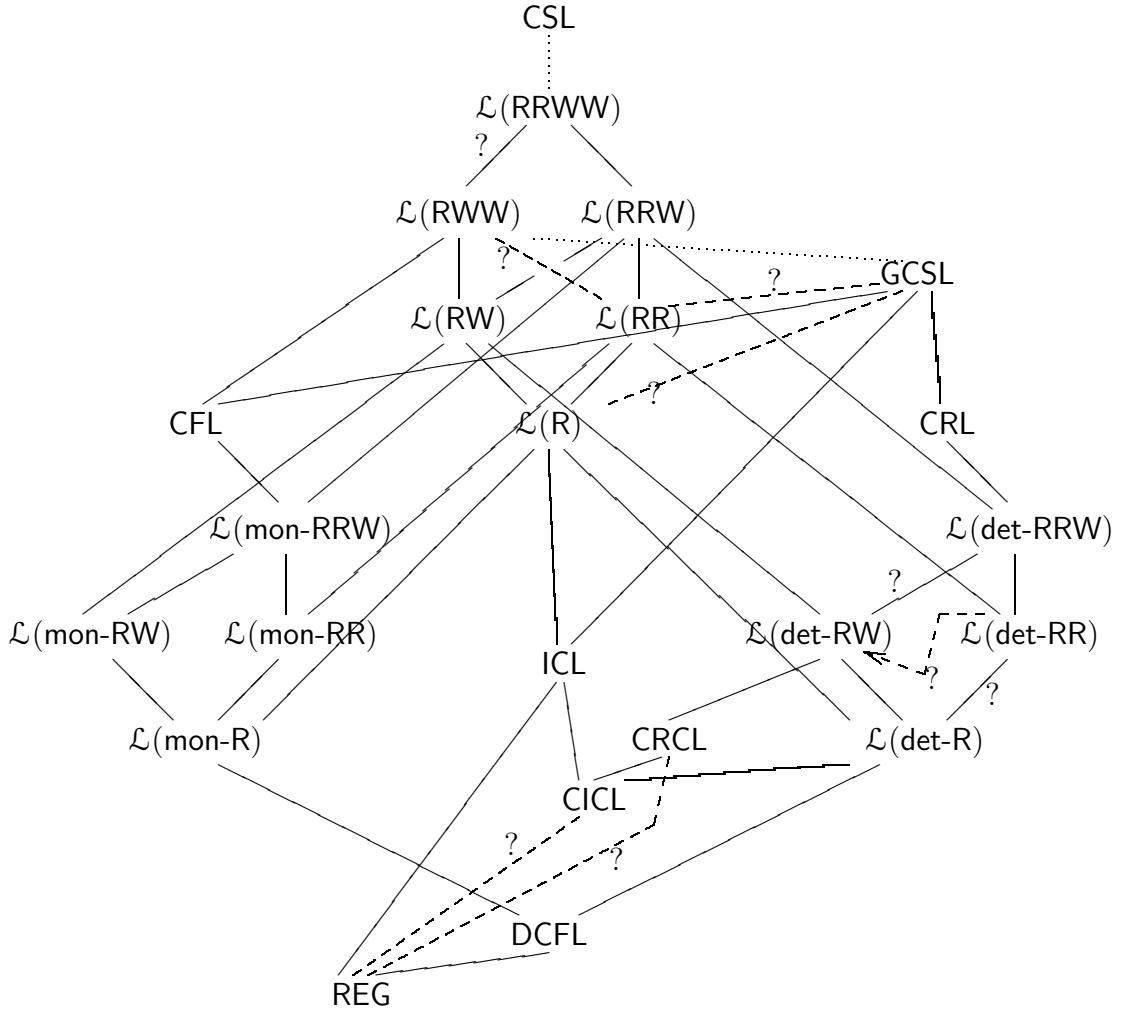 CSL
ℒ(RRWW)
?
ℒ(RWW) ℒ(RRW)
?
GCSL
?
ℒ(RW) ℒ(RR)
?
CFL ℒ(R) CRL
ℒ(mon-RRW) ℒ(det-RRW)
?
ℒ(mon-RW) ℒ(mon-RR) ℒ(det-RW) ℒ(det-RR)
ICL
?
?
ℒ(mon-R) CRCL ℒ(det-R)
CICL
?
?
DCFL
REG